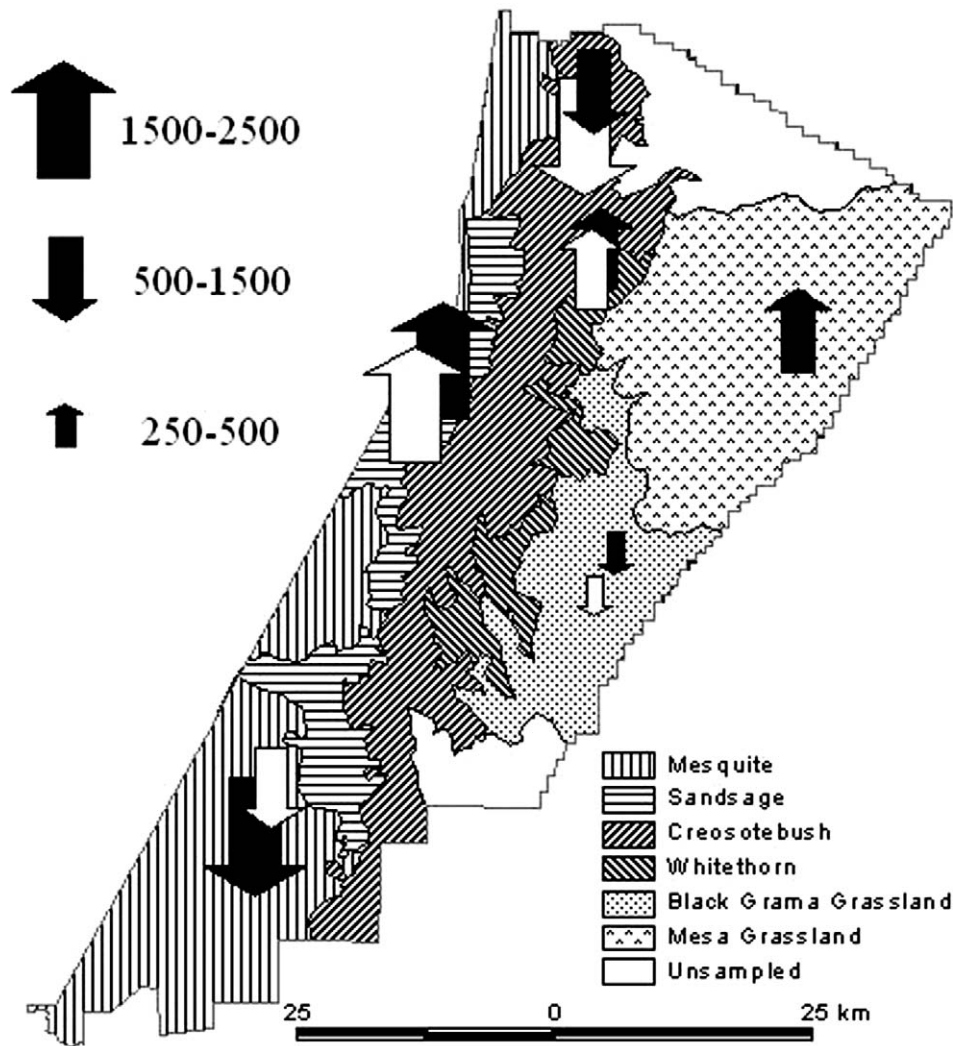 1500-2500
500-1500
250-500
Mesquite
Sandsage
Creosotebush
Whitethorn
Black Grama Grassland
Mesa Grassland
Unsampled
25 0 25 km